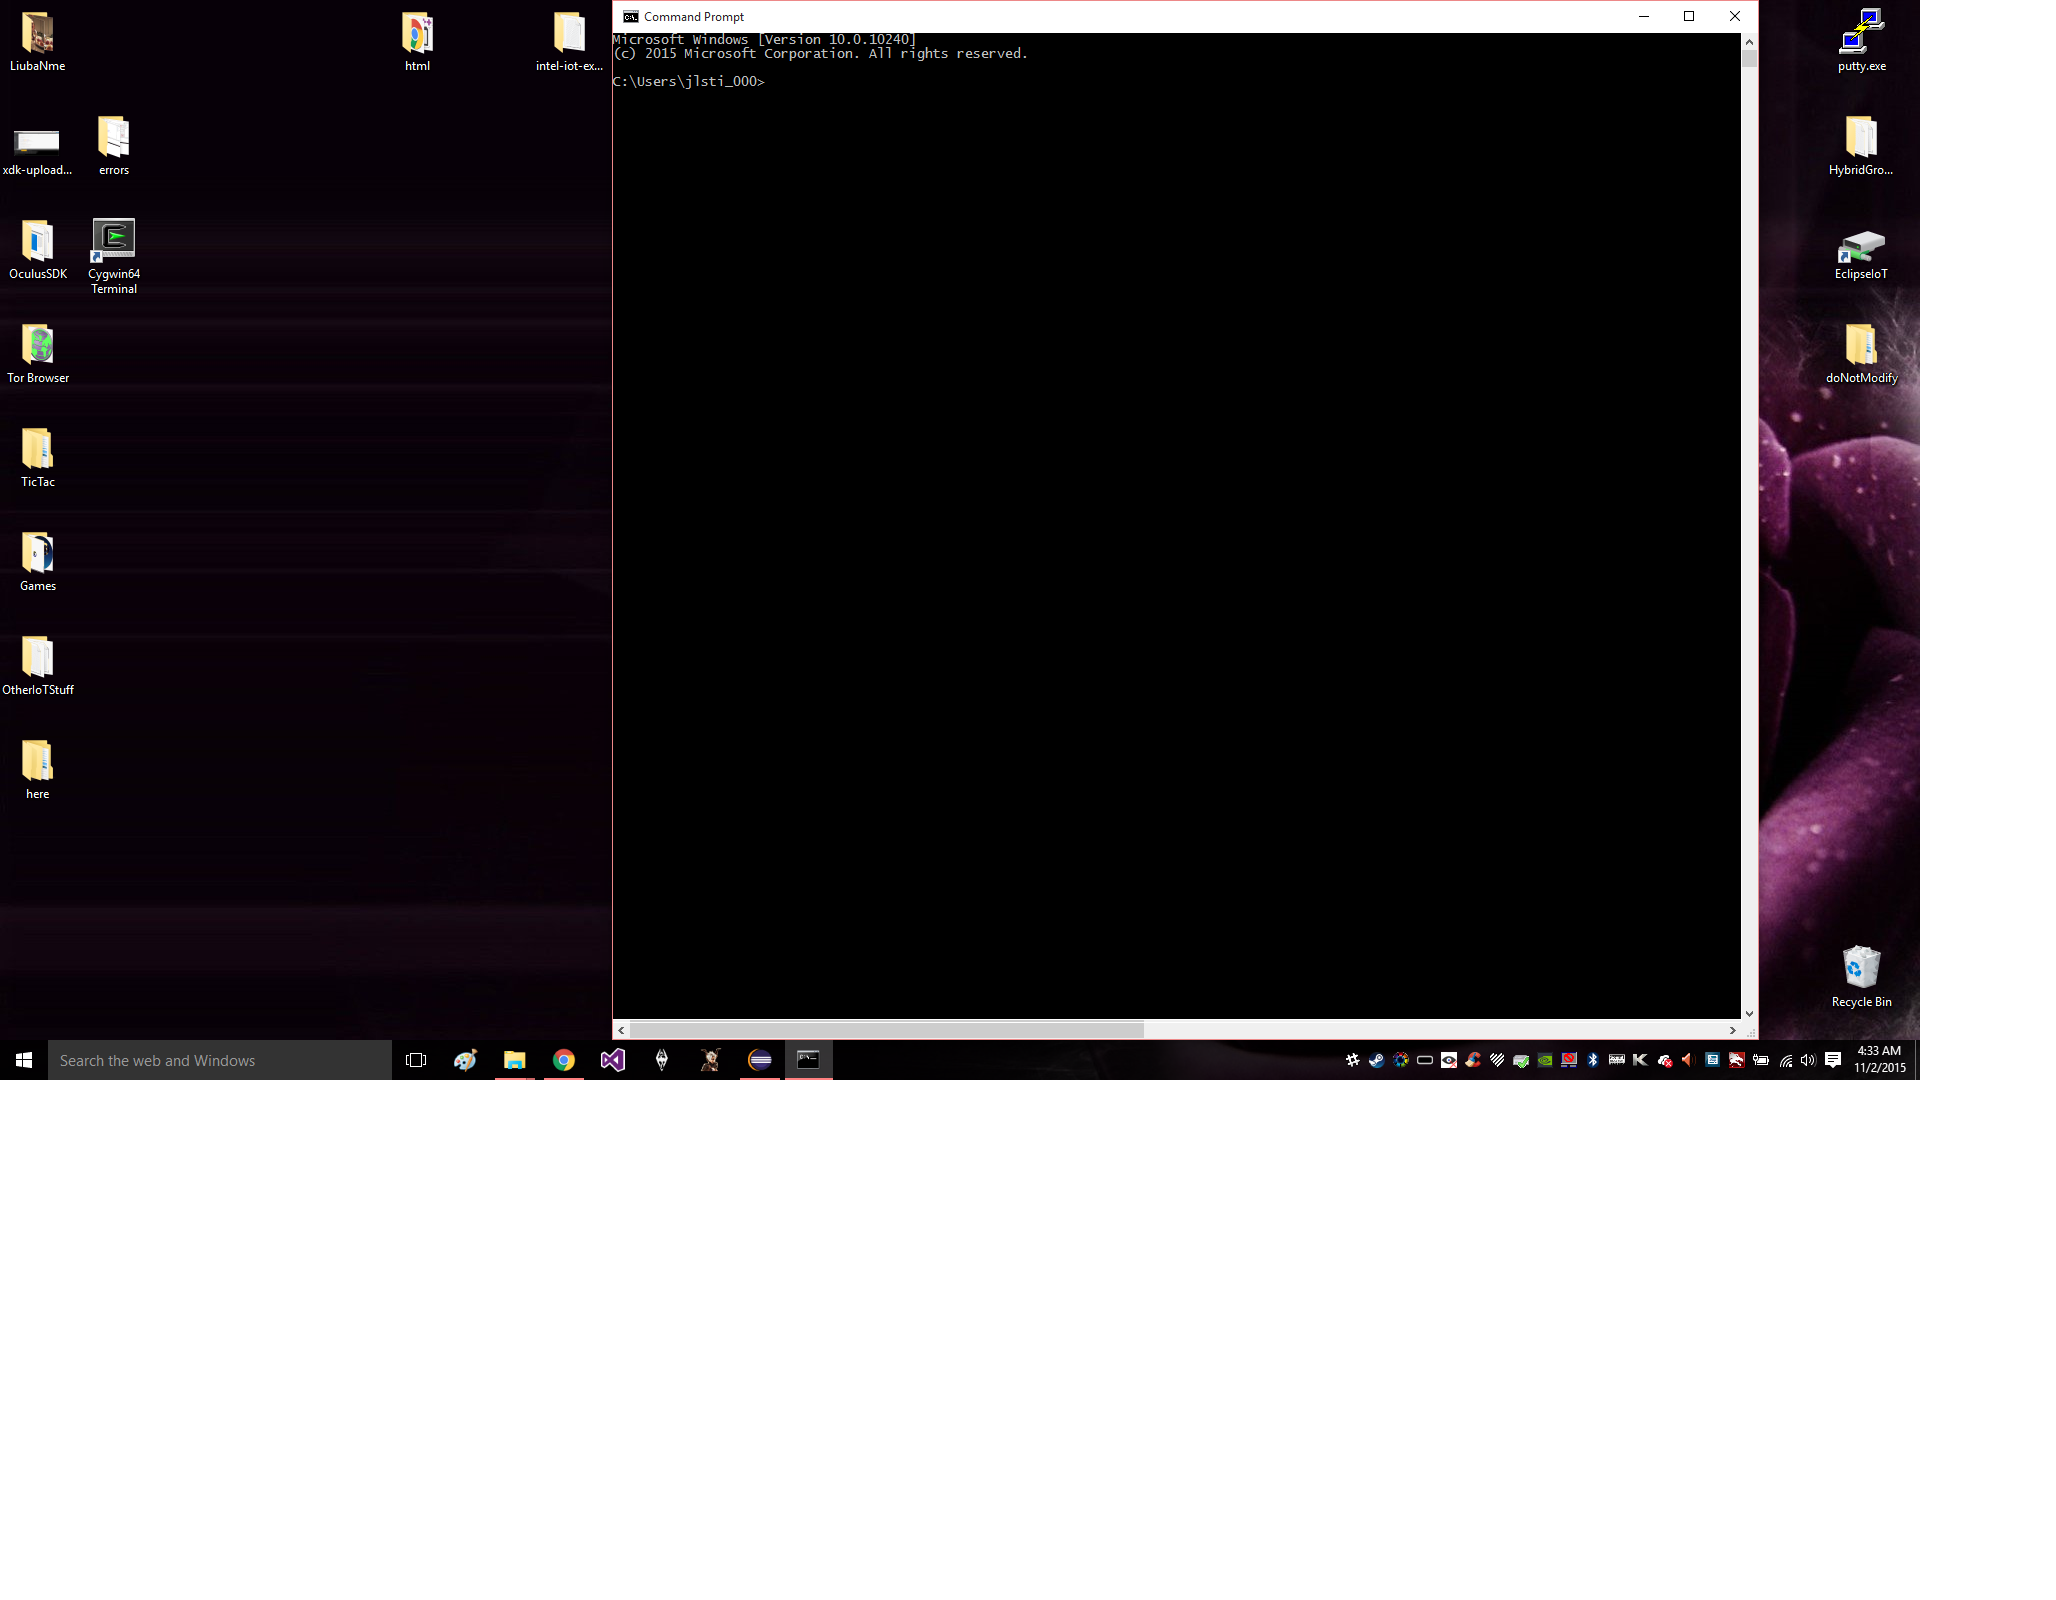 LiubaNme
html
intel-iot-ex...
xdk-upload...
errors
OculusSDK
Cygwin64
Terminal
Tor Browser
TicTac
Games
OtherIoTStuff
here
Command Prompt
Microsoft Windows [Version 10.0.10240]
(c) 2015 Microsoft Corporation. All rights reserved.
C:\Users\jlsti_000>
putty.exe
HybridGro...
EclipseIoT
doNotModify
Recycle Bin
Search the web and Windows
4:33 AM
11/2/2015